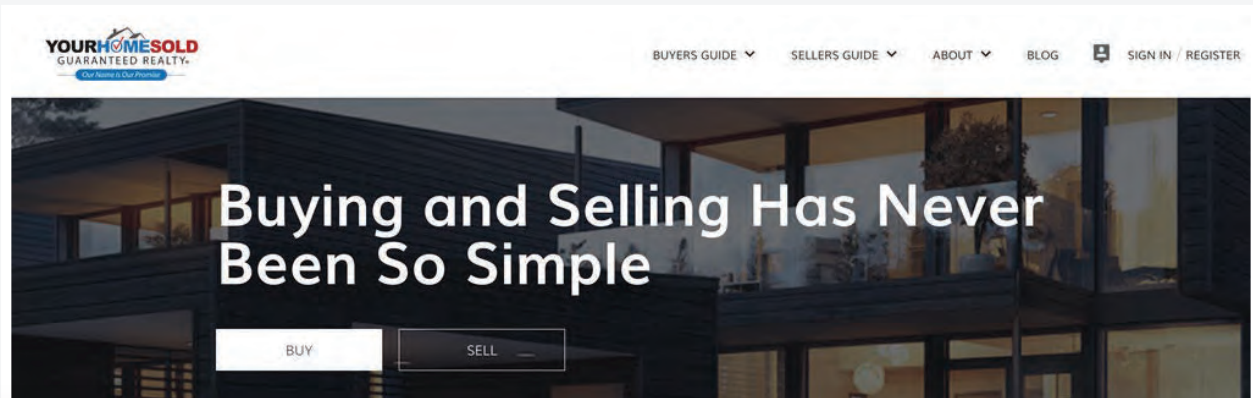 YOURHOMESOLD
GUARANTEED REALTY
Our Name Is Our Promise
BUYERS GUIDE
SELLERS GUIDE
ABOUT
BLOG
SIGN IN / REGISTER
Buying and Selling Has Never
Been So Simple
BUY
SELL